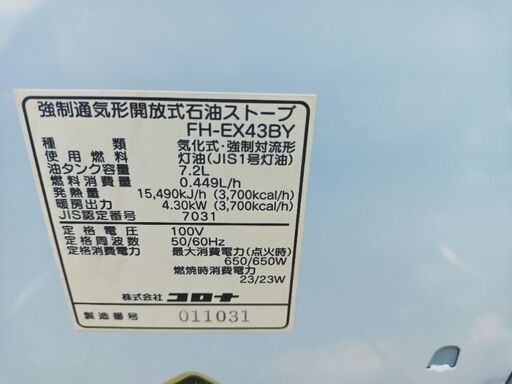 強制通気形開放式石油ストーブ
FH-EX43BY
種類 気化式・強制対流形
使用燃料 灯油(JIS1号灯油)
油タンク容量 7.2L
燃料消費量 0.449L/h
発熱量 15,490kJ/h (3,700kcal/h)
暖房出力 4.30kW (3,700kcal/h)
JIS認定番号 7031
定格電圧 100V
定格周波数 50/60Hz
定格消費電力 最大消費電力(点火時)
650/650W
燃焼時消費電力
23/23W
株式会社 コロナ
製造番号 011031